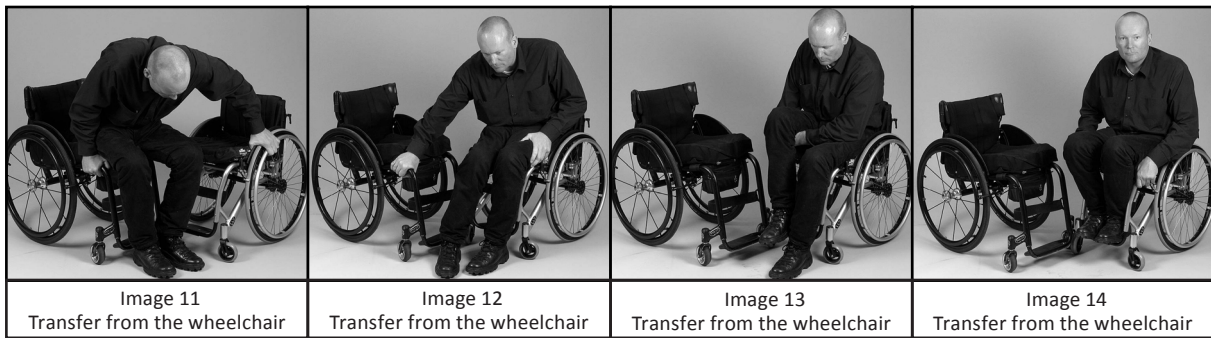 Image 11
Transfer from the wheelchair
Image 12
Transfer from the wheelchair
Image 13
Transfer from the wheelchair
Image 14
Transfer from the wheelchair